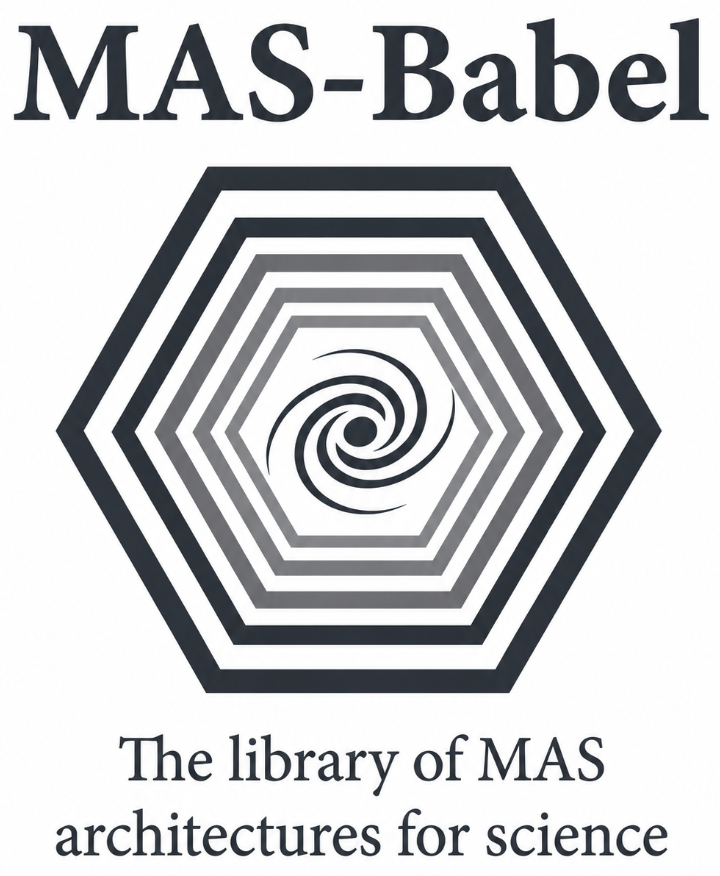 MAS-Babel
The library of MAS
architectures for science